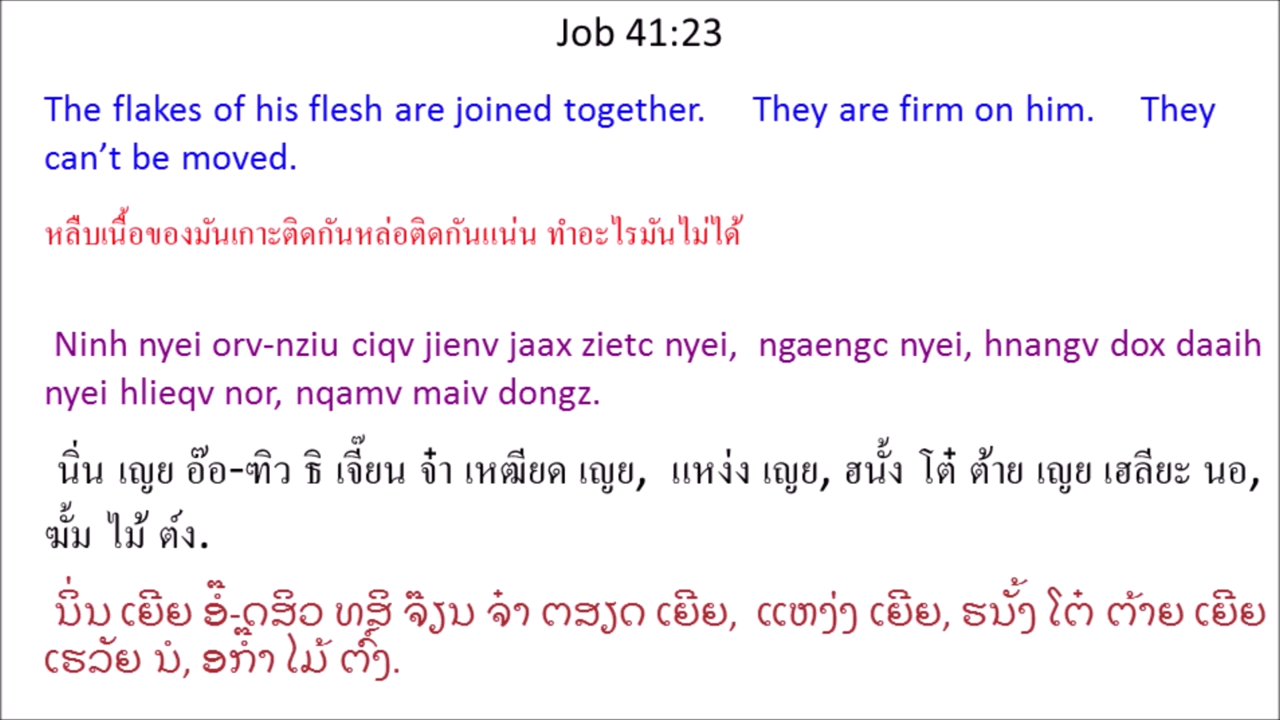 Job 41:23
The flakes of his flesh are joined together. They are firm on him. They
can’t be moved.
หลืบเนื้อของมันเกาะติดกันหล่อติดกันแน่น ทำอะไรมันไม่ได้
Ninh nyei orv-nziu ciqv jienv jaax zietc nyei, ngaengc nyei, hnangv dox daaih
nyei hlieqv nor, nqamv maiv dongz.
นิ่น เญย อ๊อ-ฑิว ธิ เจี๊ยน จ๋า เหฒียด เญย, แหง่ง เญย, ฮนั้ง โต๋ ต้าย เญย เฮลียะ นอ,
ฆั้ม ไม้ ต์ง.
ນິ່ນ ເຍີຍ ອໍ໊-ດສິວ ທສິ ຈ໊ຽນ ຈ໋າ ຕສຽດ ເຍີຍ, ແຫງ່ງ ເຍີຍ, ຮນັ້ງ ໂຕ໋ ຕ້າຍ ເຍີຍ
ເຮລັຍ ນໍ, ອກ໊ຳ ໄມ້ ຕົ໌ງ.